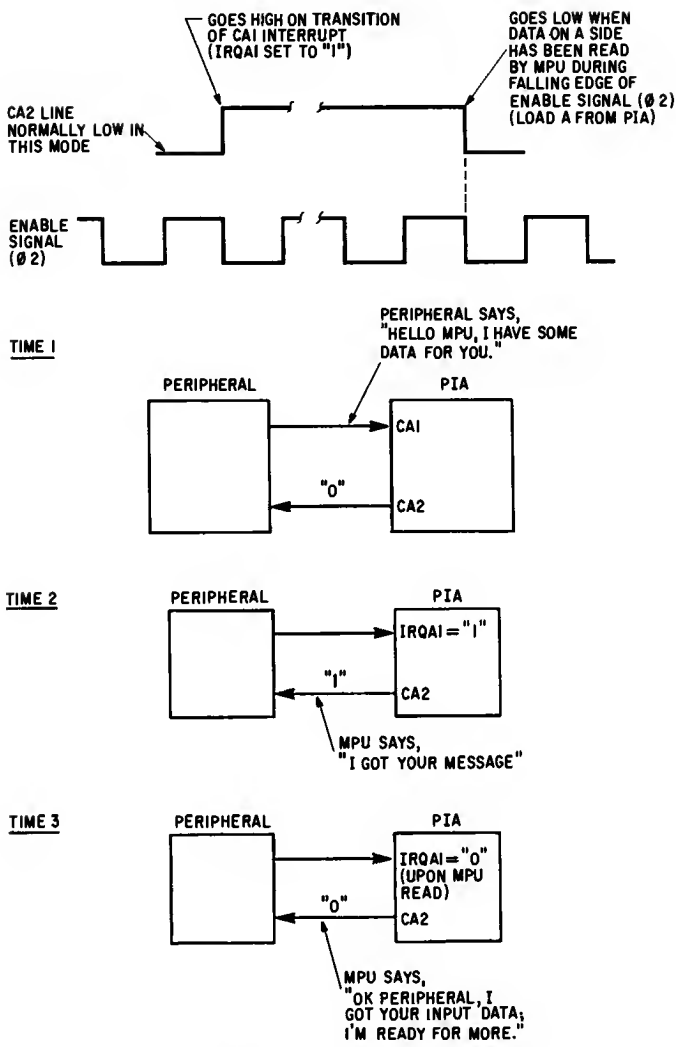 GOES HIGH ON TRANSITION
OF CA1 INTERRUPT
(IRQA1 SET TO "1")
GOES LOW WHEN
DATA ON A SIDE
HAS BEEN READ
BY MPU DURING
FALLING EDGE OF
ENABLE SIGNAL (Ø 2)
(LOAD A FROM PIA)
CA2 LINE
NORMALLY LOW IN
THIS MODE
ENABLE
SIGNAL
(Ø 2)
TIME 1
PERIPHERAL SAYS,
"HELLO MPU, I HAVE SOME
DATA FOR YOU."
PERIPHERAL
PIA
CA1
"0"
CA2
TIME 2
PERIPHERAL
PIA
IRQA1 = "1"
"1"
CA2
MPU SAYS,
"I GOT YOUR MESSAGE"
TIME 3
PERIPHERAL
PIA
IRQA1 = "0"
(UPON MPU
READ)
"0"
CA2
MPU SAYS,
"OK PERIPHERAL, I
GOT YOUR INPUT DATA;
I'M READY FOR MORE."